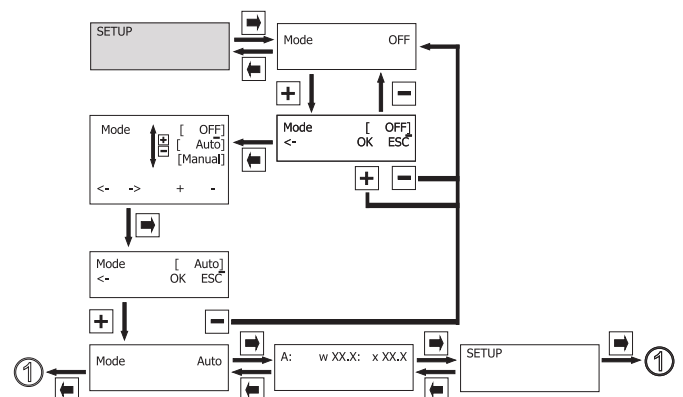 SETUP
Mode OFF
+ -
Mode [ OFF]
<- OK ESC
+ -
Mode + [ OFF]
- [ Auto]
[Manual]
<- -> + -
Mode [ Auto]
<- OK ESC
+ -
Mode Auto
A: w XX.X: x XX.X
SETUP
1
1